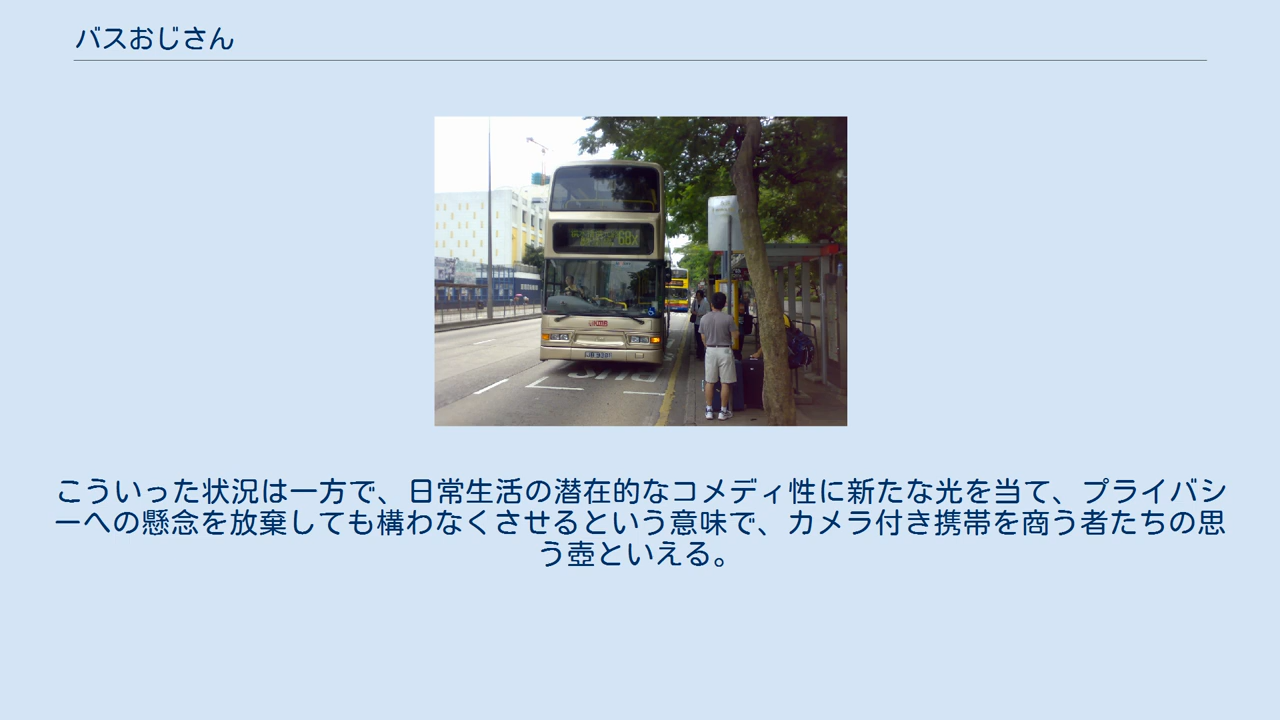 バスおじさん
68X
KMB
こういった状況は一方で、日常生活の潜在的なコメディ性に新たな光を当て、プライバシ
ーへの懸念を放棄しても構わなくさせるという意味で、カメラ付き携帯を商う者たちの思
う壺といえる。